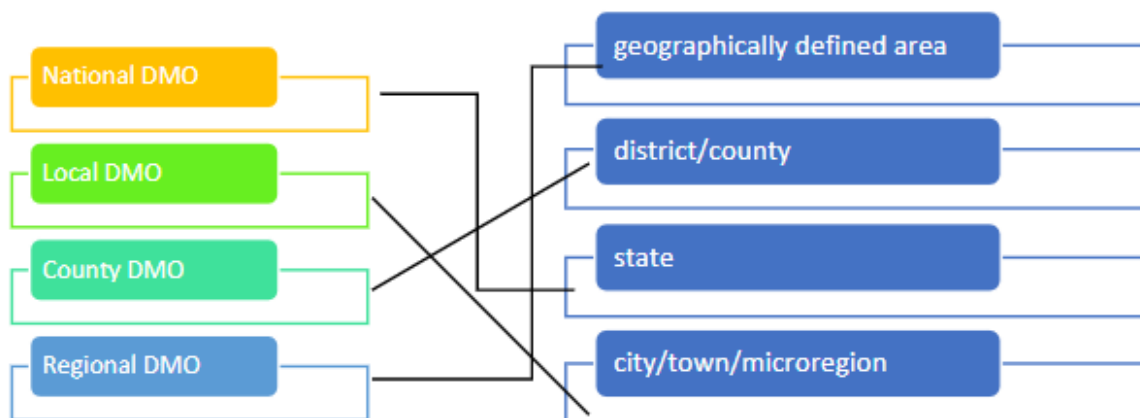 National DMO
Local DMO
County DMO
Regional DMO
geographically defined area
district/county
state
city/town/microregion